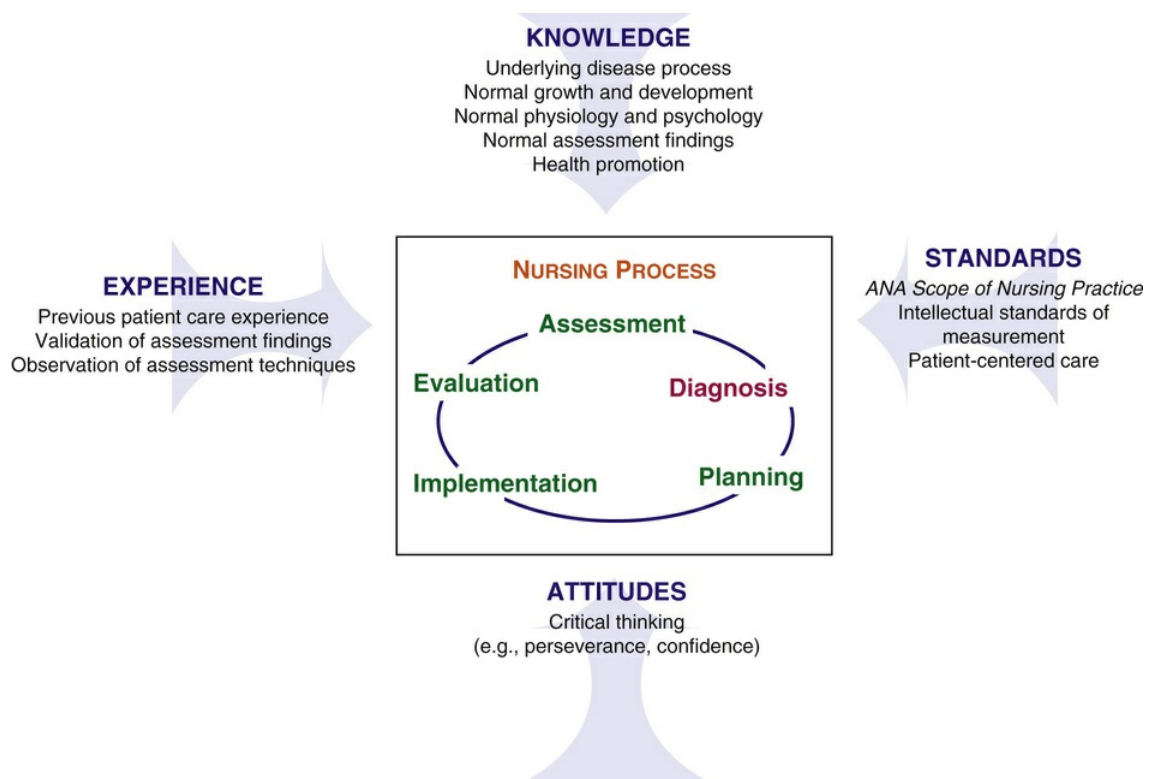 KNOWLEDGE
Underlying disease process
Normal growth and development
Normal physiology and psychology
Normal assessment findings
Health promotion
EXPERIENCE
Previous patient care experience
Validation of assessment findings
Observation of assessment techniques
NURSING PROCESS
Assessment
Diagnosis
Planning
Implementation
Evaluation
STANDARDS
ANA Scope of Nursing Practice
Intellectual standards of
measurement
Patient-centered care
ATTITUDES
Critical thinking
(e.g., perseverance, confidence)